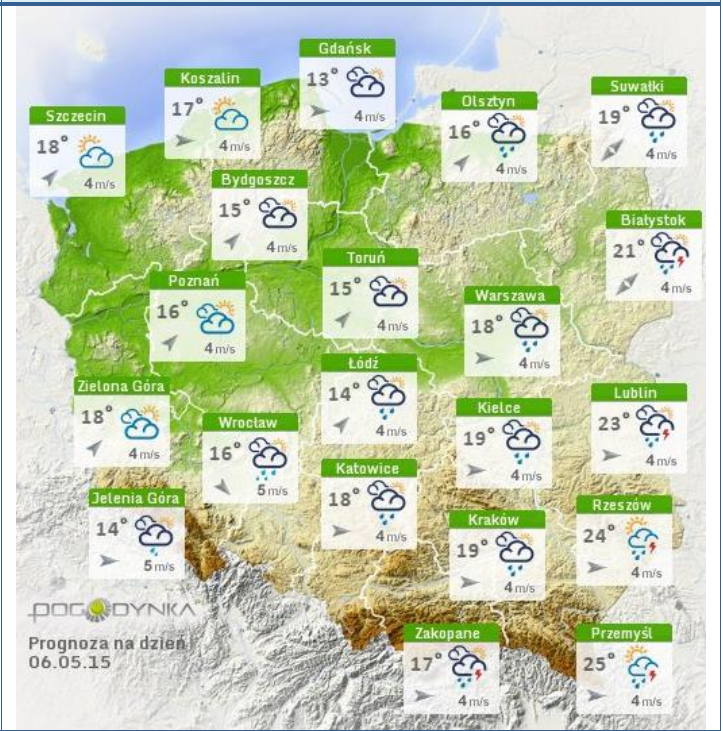 Gdańsk
13°
4 m/s
Koszalin
17°
4 m/s
Suwałki
19°
4 m/s
Olsztyn
16°
4 m/s
Szczecin
18°
4 m/s
Bydgoszcz
15°
4 m/s
Białystok
21°
4 m/s
Toruń
15°
4 m/s
Poznań
16°
4 m/s
Warszawa
18°
4 m/s
Łódź
14°
4 m/s
Zielona Góra
18°
4 m/s
Lublin
23°
4 m/s
Kielce
19°
4 m/s
Wrocław
16°
5 m/s
Katowice
18°
4 m/s
Jelenia Góra
14°
5 m/s
Rzeszów
24°
4 m/s
Kraków
19°
4 m/s
POGODYNKA
Prognoza na dzień
06.05.15
Zakopane
17°
4 m/s
Przemyśl
25°
4 m/s